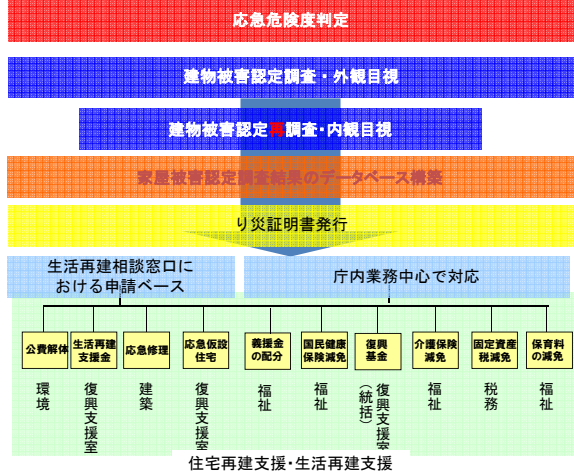 応急危険度判定
建物被害認定調査・外観目視
建物被害認定再調査・内観目視
家屋被害認定調査結果のデータベース構築
り災証明書発行
生活再建相談窓口に
おける申請ベース
庁内業務中心で対応
公費解体
生活再建
支援金
応急修理
応急仮設
住宅
義援金
の配分
国民健康
保険減免
復興
基金
介護保険
減免
固定資産
税減免
保育料
の減免
環境
復興支援室
建築
復興支援室
福祉
福祉
復興支援室
（統括）
福祉
税務
福祉
住宅再建支援・生活再建支援